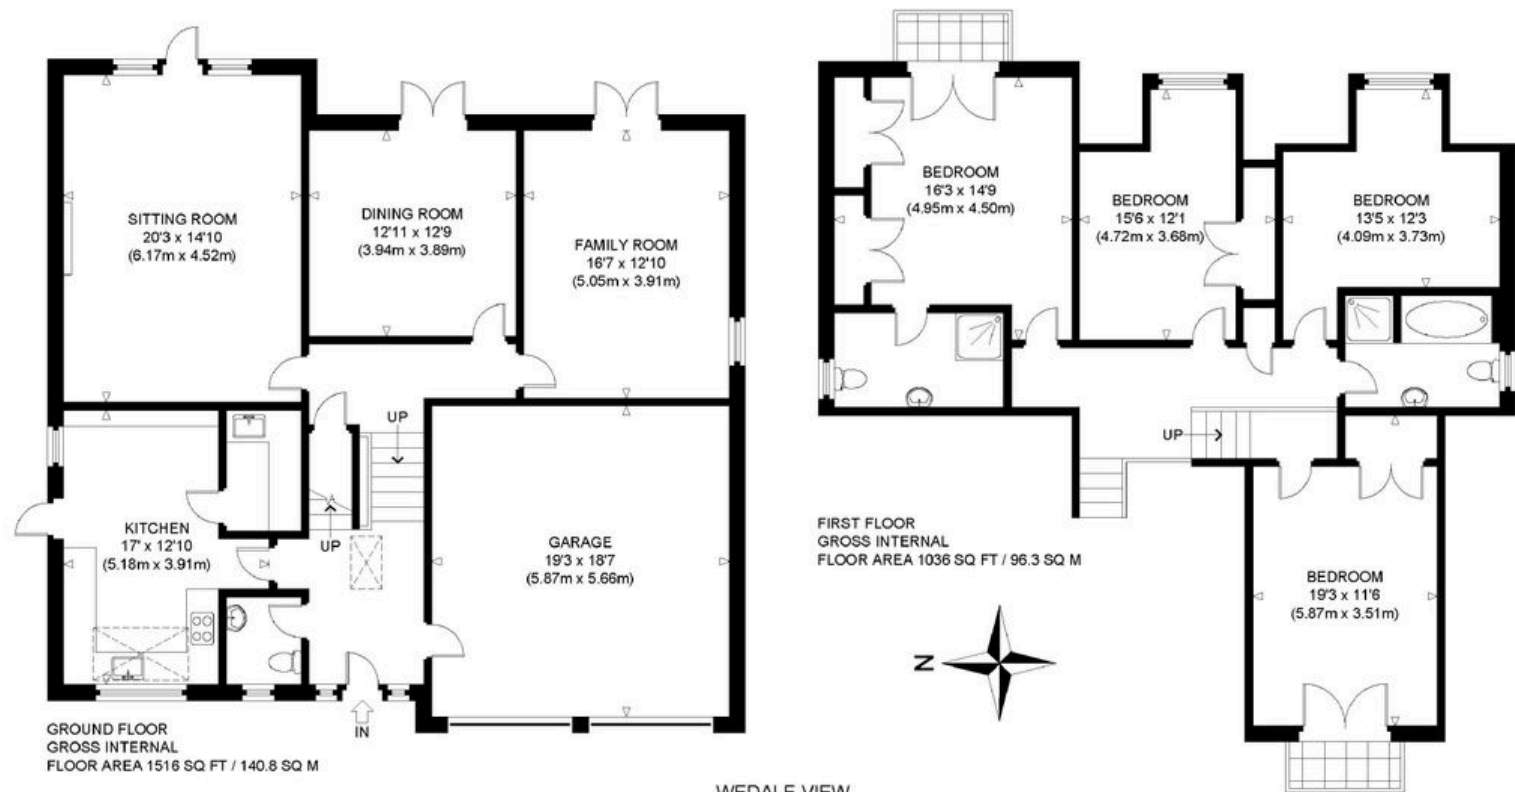 SITTING ROOM
20'3 x 14'10
(6.17m x 4.52m)
DINING ROOM
12'11 x 12'9
(3.94m x 3.89m)
FAMILY ROOM
16'7 x 12'10
(5.05m x 3.91m)
UP
UP
KITCHEN
17' x 12'10
(5.18m x 3.91m)
GARAGE
19'3 x 18'7
(5.87m x 5.66m)
IN
GROUND FLOOR
GROSS INTERNAL
FLOOR AREA 1516 SQ FT / 140.8 SQ M
BEDROOM
16'3 x 14'9
(4.95m x 4.50m)
BEDROOM
15'6 x 12'1
(4.72m x 3.68m)
BEDROOM
13'5 x 12'3
(4.09m x 3.73m)
UP
FIRST FLOOR
GROSS INTERNAL
FLOOR AREA 1036 SQ FT / 96.3 SQ M
BEDROOM
19'3 x 11'6
(5.87m x 3.51m)
N
WEDALE VIEW